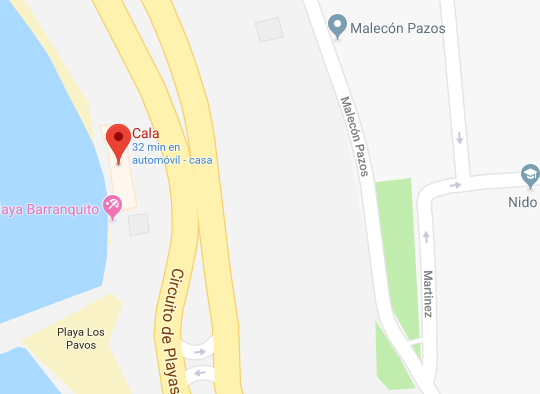 Malecón Pazos
Malecón Pazos
Cala
32 min en
automóvil - casa
Nido
aya Barranquito
Martinez
Circuito de Playas
Playa Los
Pavos